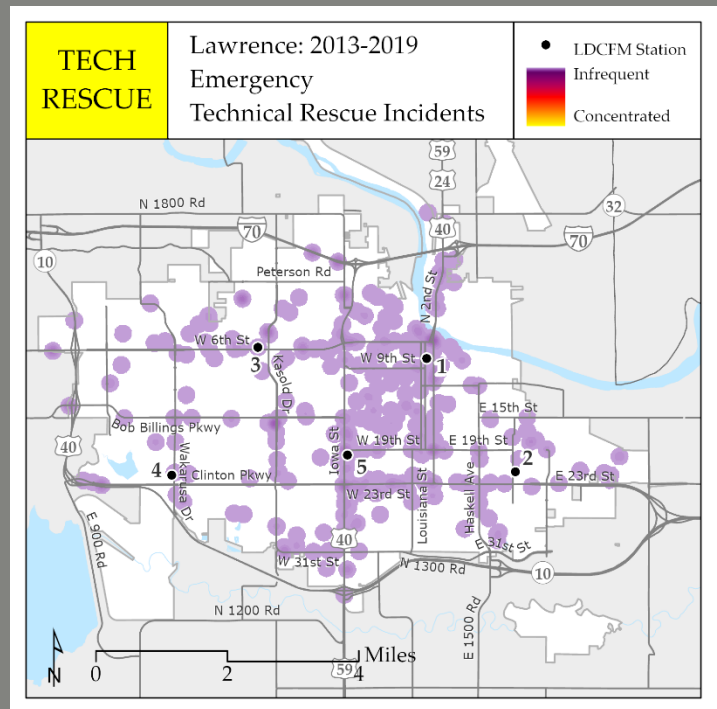 TECH
RESCUE
Lawrence: 2013-2019
Emergency
Technical Rescue Incidents
LDCFM Station
Infrequent
Concentrated
59
24
N 1800 Rd
32
40
70
70
10
Peterson Rd
N 2nd St
W 6th St
3
W 9th St
1
Kasold Dr
E 15th St
Bob Billings Pkwy
W 19th St
E 19th St
40
Iowa St
5
2
4
Wakarusa Dr
Clinton Pkwy
E 23rd St
W 23rd St
Louisiana St
Haskell Ave
E 900 Rd
40
E 31st St
W 31st St
N 1300 Rd
10
N 1200 Rd
E 1500 Rd
N
Miles
0
2
4
59